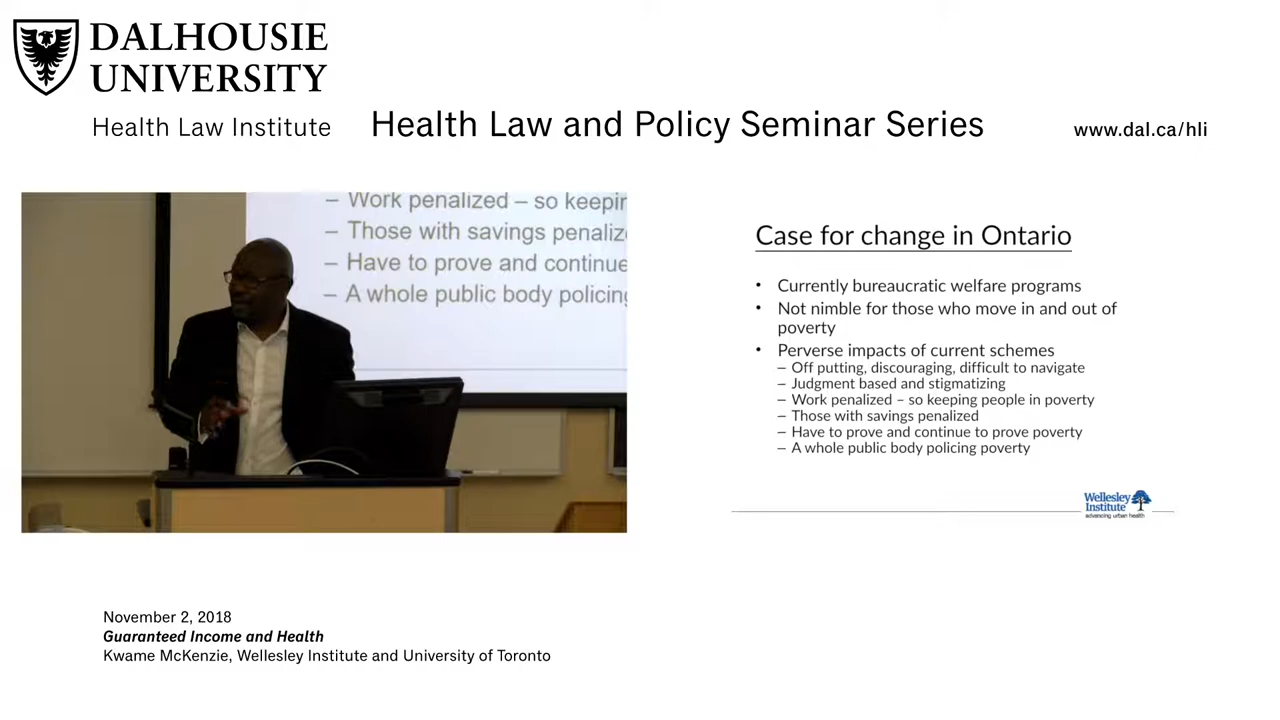 DALHOUSIE
UNIVERSITY
Health Law Institute
Health Law and Policy Seminar Series
www.dal.ca/hli
– Work penalized – so keepin
– Those with savings penaliz
– Have to prove and continue
– A whole public body policing
Case for change in Ontario
• Currently bureaucratic welfare programs
• Not nimble for those who move in and out of
poverty
• Perverse impacts of current schemes
– Off putting, discouraging, difficult to navigate
– Judgment based and stigmatizing
– Work penalized – so keeping people in poverty
– Those with savings penalized
– Have to prove and continue to prove poverty
– A whole public body policing poverty
Wellesley
Institute
advancing urban health
November 2, 2018
Guaranteed Income and Health
Kwame McKenzie, Wellesley Institute and University of Toronto